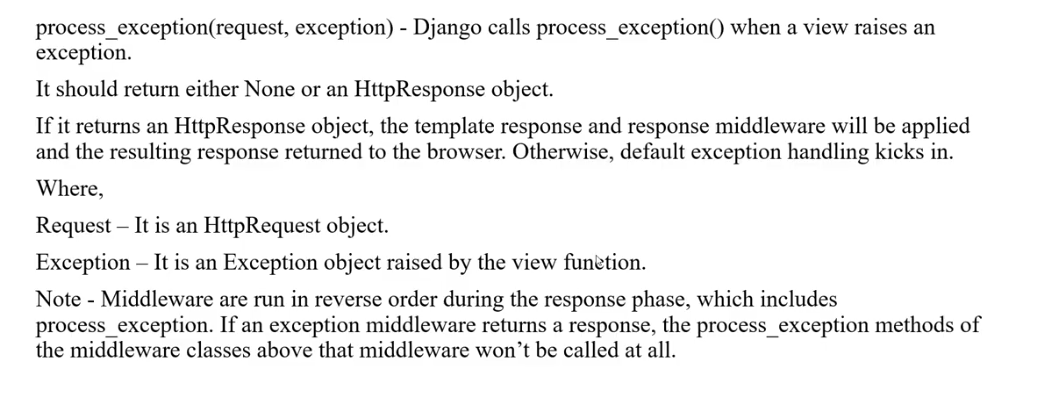 process_exception(request, exception) - Django calls process_exception() when a view raises an
exception.
It should return either None or an HttpResponse object.
If it returns an HttpResponse object, the template response and response middleware will be applied
and the resulting response returned to the browser. Otherwise, default exception handling kicks in.
Where,
Request – It is an HttpRequest object.
Exception – It is an Exception object raised by the view function.
Note - Middleware are run in reverse order during the response phase, which includes
process_exception. If an exception middleware returns a response, the process_exception methods of
the middleware classes above that middleware won’t be called at all.